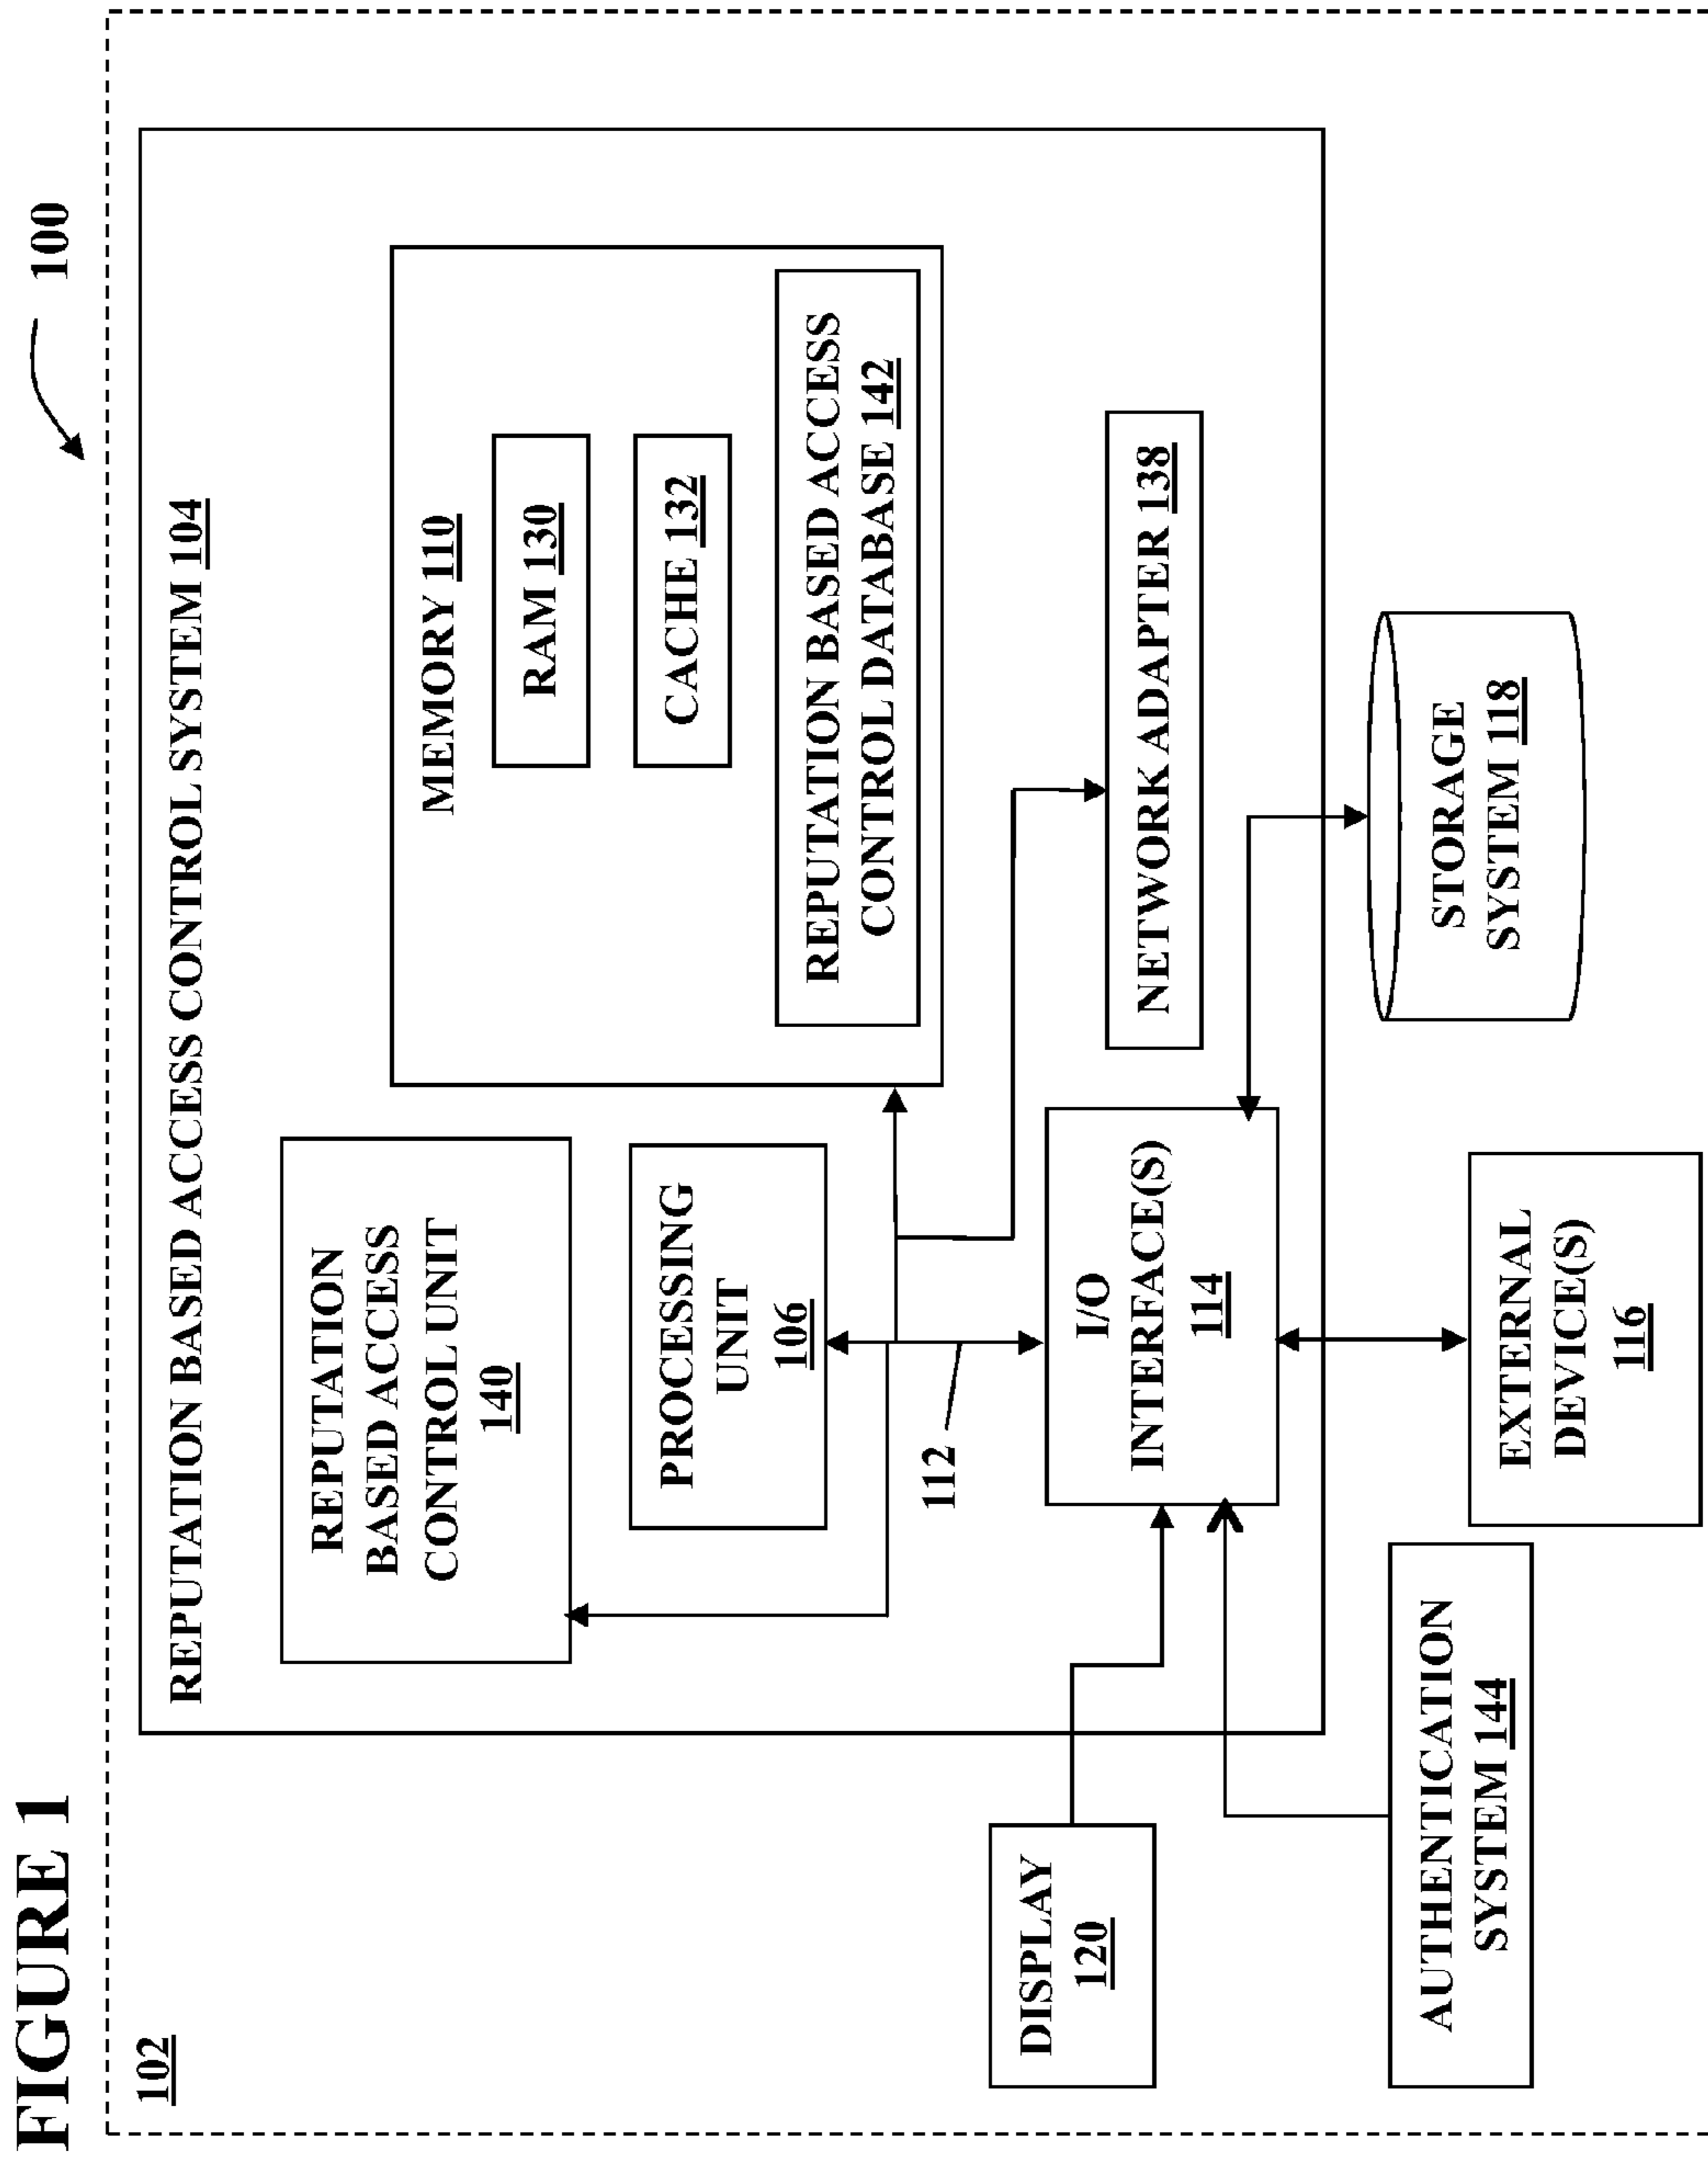 FIGURE 1
100
102
REPUTATION BASED ACCESS CONTROL SYSTEM 104
REPUTATION
BASED ACCESS
CONTROL UNIT
140
MEMORY 110
RAM 130
CACHE 132
REPUTATION BASED ACCESS
CONTROL DATABASE 142
PROCESSING
UNIT
106
112
NETWORK ADAPTER 138
I/O
INTERFACE(S)
114
DISPLAY
120
STORAGE
SYSTEM 118
AUTHENTICATION
SYSTEM 144
EXTERNAL
DEVICE(S)
116